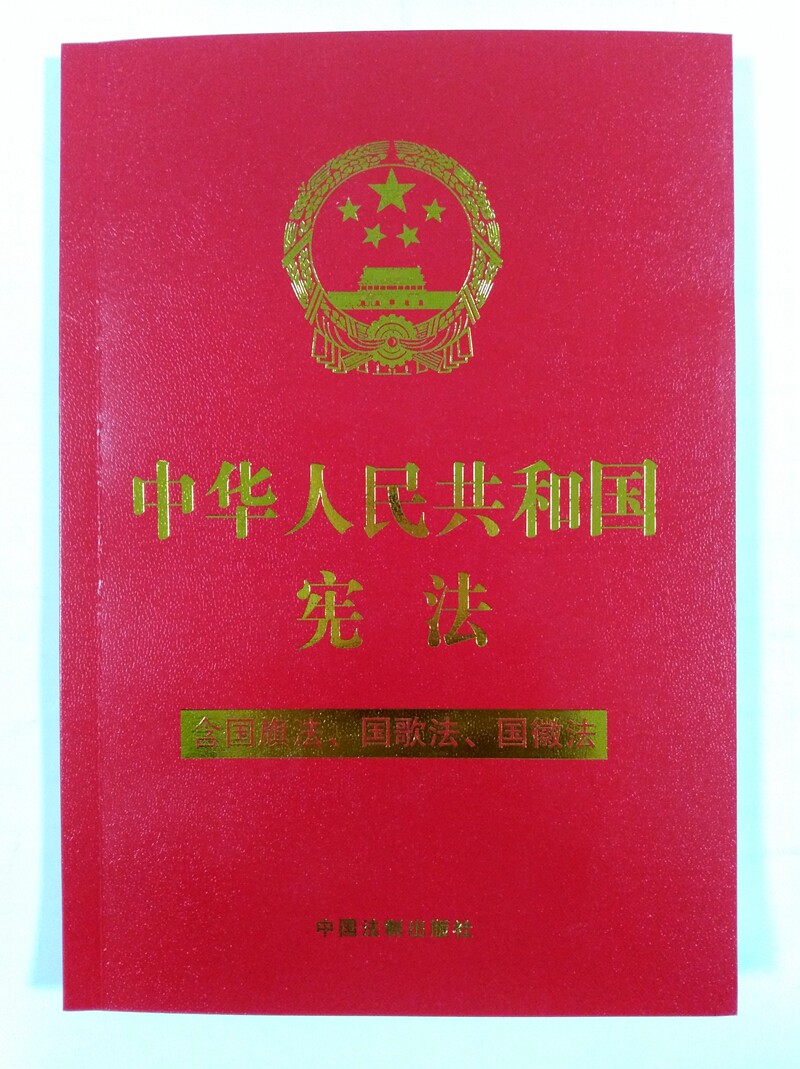 中华人民共和国
宪法
含国旗法、国歌法、国徽法
中国法制出版社